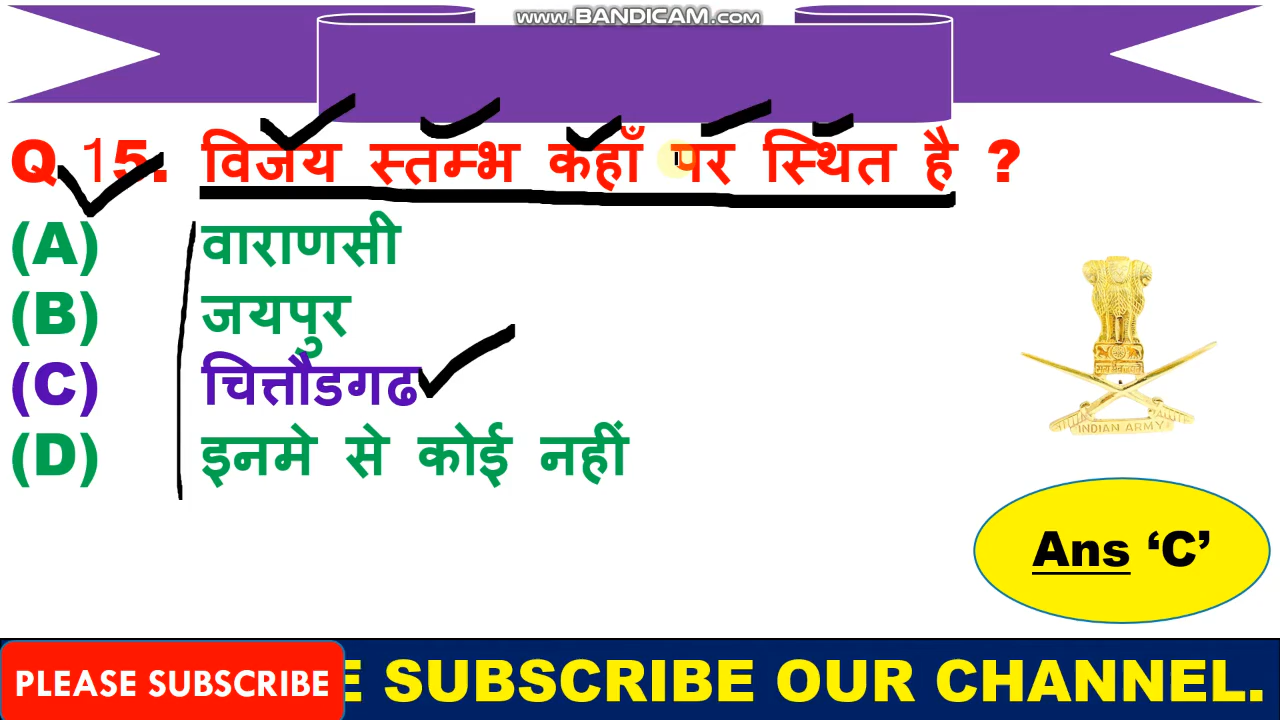 www.BANDICAM.com
Q 15. विजय स्तम्भ कहाँ पर स्थित है ?
(A) वाराणसी
(B) जयपुर
(C) चित्तौडगढ
(D) इनमे से कोई नहीं
INDIAN ARMY
Ans ‘C’
PLEASE SUBSCRIBE
E SUBSCRIBE OUR CHANNEL.